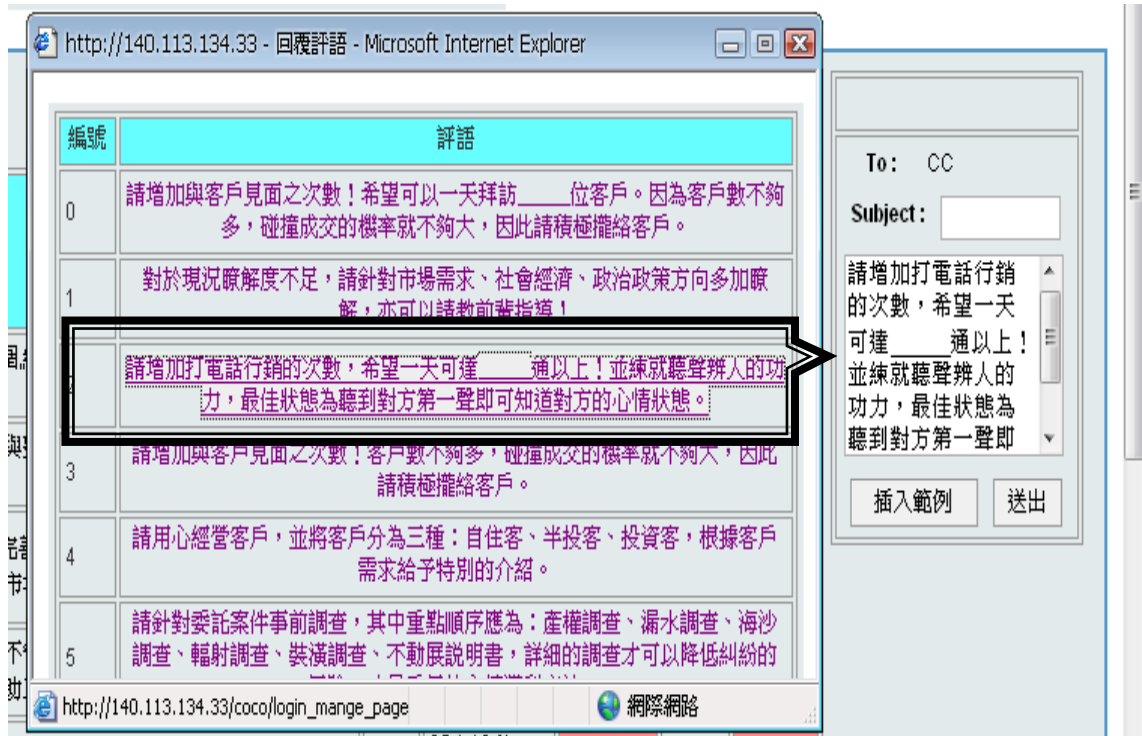 http://140.113.134.33 - 回覆評語 - Microsoft Internet Explorer
編號
評語
0
請增加與客戶見面之次數！希望可以一天拜訪_____位客戶。因為客戶數不夠
多，碰撞成交的機率就不夠大，因此請積極攏絡客戶。
1
對於現況瞭解度不足，請針對市場需求、社會經濟、政治政策方向多加瞭
解，亦可以請教前輩指導！
請增加打電話行銷的次數，希望一天可達_____通以上！並練就聽聲辨人的功
力，最佳狀態為聽到對方第一聲即可知道對方的心情狀態。
3
請增加與客戶見面之次數！客戶數不夠多，碰撞成交的機率就不夠大，因此
請積極攏絡客戶。
4
請用心經營客戶，並將客戶分為三種：自住客、半投客、投資客，根據客戶
需求給予特別的介紹。
5
請針對委託案件事前調查，其中重點順序應為：產權調查、漏水調查、海沙
調查、輻射調查、裝潢調查、不動展說明書，詳細的調查才可以降低糾紛的
http://140.113.134.33/coco/login_mange_page
網際網路
To: CC
Subject:
請增加打電話行銷
的次數，希望一天
可達_____通以上！
並練就聽聲辨人的
功力，最佳狀態為
聽到對方第一聲即
插入範例
送出